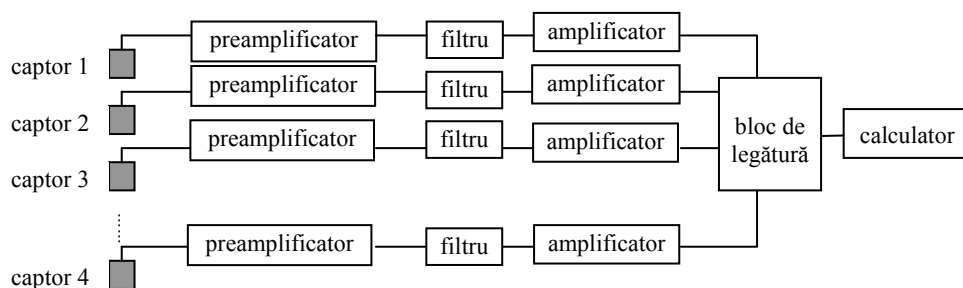 captor 1
preamplificator
filtru
amplificator
captor 2
preamplificator
filtru
amplificator
captor 3
preamplificator
filtru
amplificator
bloc de
legătură
calculator
captor 4
preamplificator
filtru
amplificator